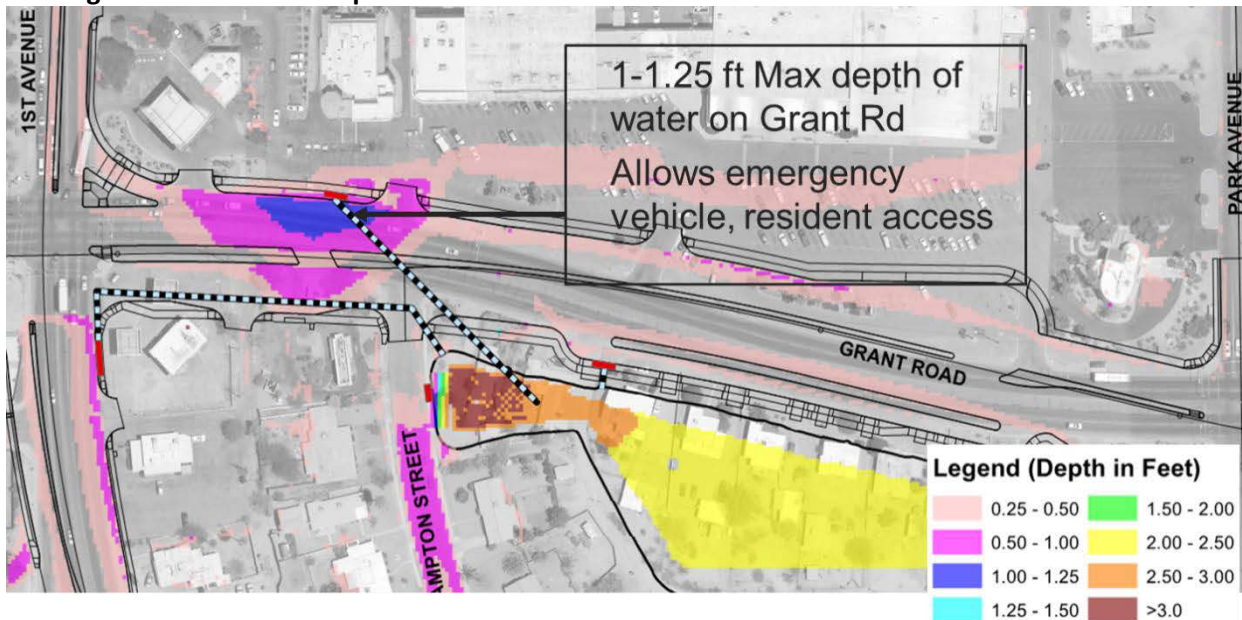 1ST AVENUE
1-1.25 ft Max depth of
water on Grant Rd
Allows emergency
vehicle, resident access
PARK AVENUE
GRANT ROAD
AMPTON STREET
Legend (Depth in Feet)
0.25 - 0.50
1.50 - 2.00
0.50 - 1.00
2.00 - 2.50
1.00 - 1.25
2.50 - 3.00
1.25 - 1.50
>3.0